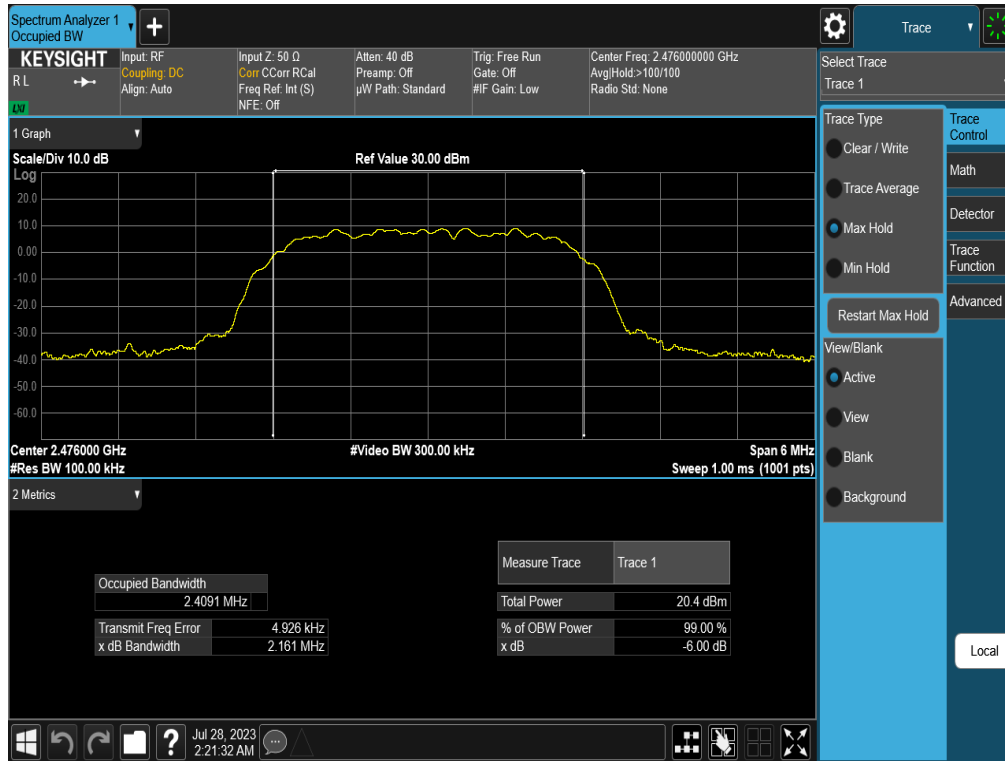 Spectrum Analyzer 1
Occupied BW
Trace
KEYSIGHT
R L
LXI
Input: RF
Coupling: DC
Align: Auto
Input Z: 50 Ω
Corr CCorr RCal
Freq Ref: Int (S)
NFE: Off
Atten: 40 dB
Preamp: Off
µW Path: Standard
Trig: Free Run
Gate: Off
#IF Gain: Low
Center Freq: 2.476000000 GHz
Avg|Hold:>100/100
Radio Std: None
Select Trace
Trace 1
1 Graph
Scale/Div 10.0 dB
Ref Value 30.00 dBm
Log
20.0
10.0
0.00
-10.0
-20.0
-30.0
-40.0
-50.0
-60.0
Center 2.476000 GHz
#Video BW 300.00 kHz
Span 6 MHz
#Res BW 100.00 kHz
Sweep 1.00 ms (1001 pts)
Trace Type
Clear / Write
Trace Average
Max Hold
Min Hold
Restart Max Hold
View/Blank
Active
View
Blank
Background
Trace
Control
Math
Detector
Trace
Function
Advanced
2 Metrics
Measure Trace
Trace 1
Occupied Bandwidth
2.4091 MHz
Total Power
20.4 dBm
Transmit Freq Error
4.926 kHz
% of OBW Power
99.00 %
x dB Bandwidth
2.161 MHz
x dB
-6.00 dB
Local
?
Jul 28, 2023
2:21:32 AM